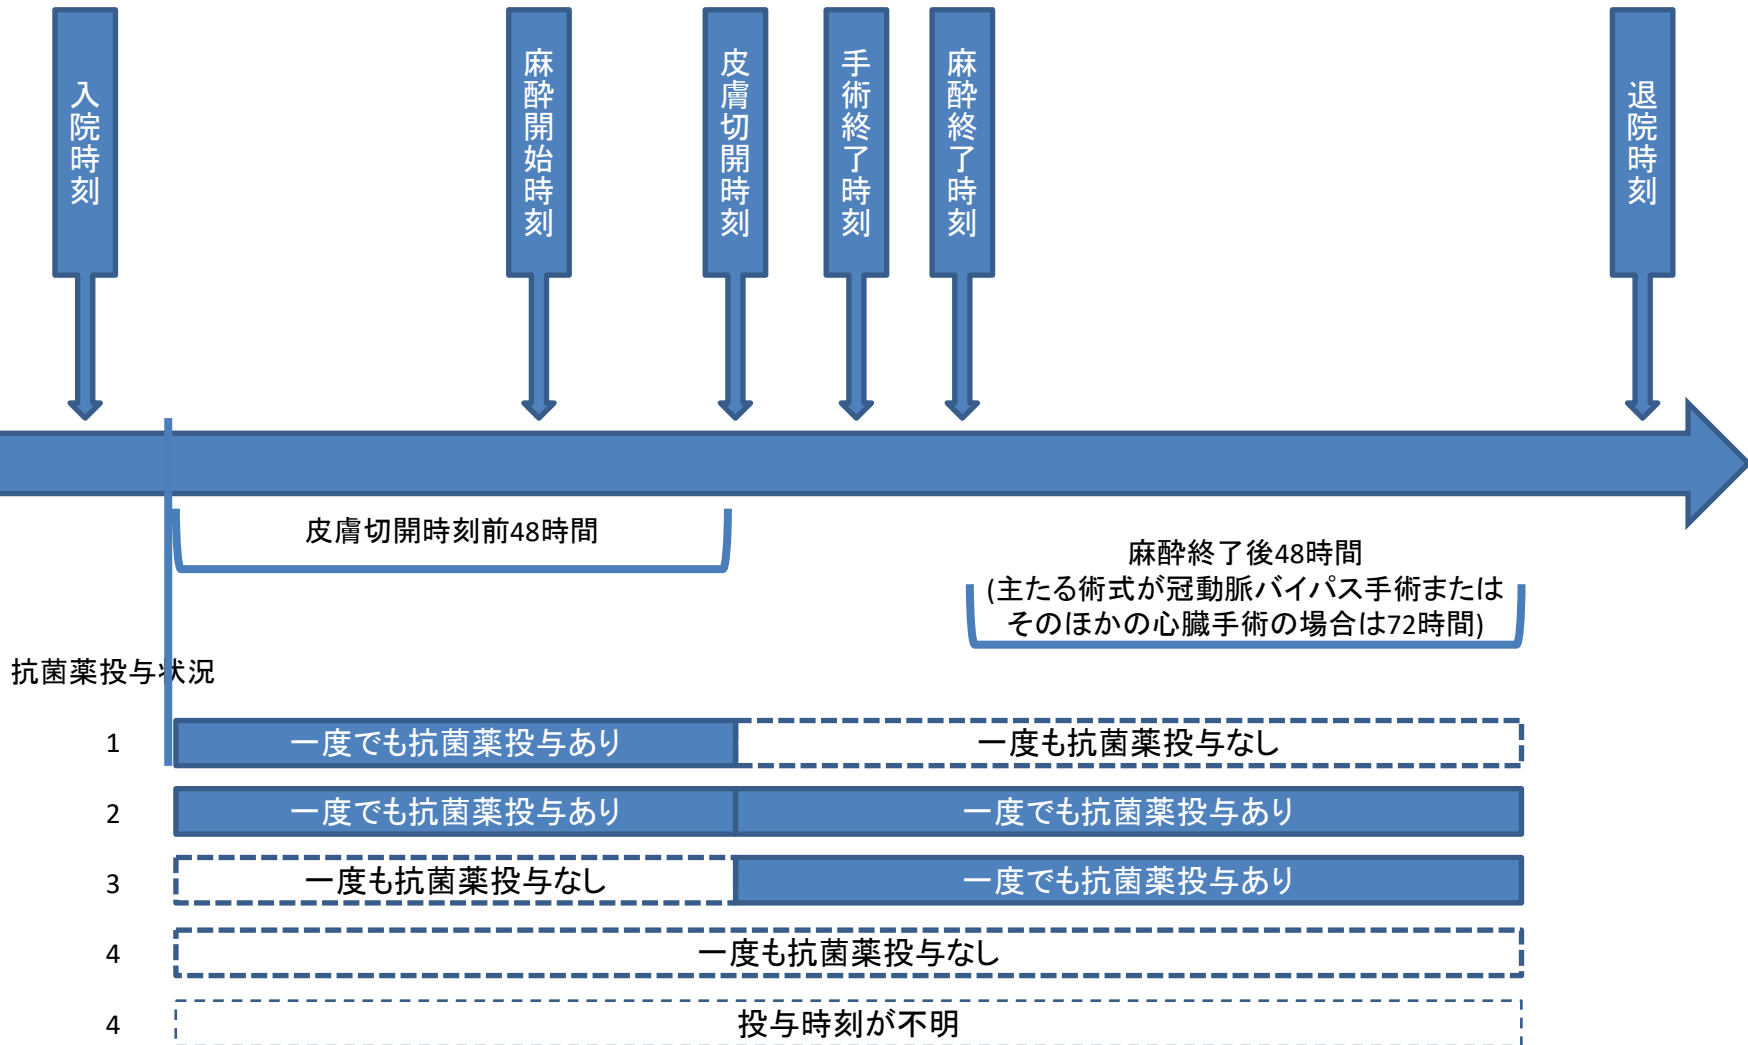 入院時刻
麻酔開始時刻
皮膚切開時刻
手術終了時刻
麻酔終了時刻
退院時刻
皮膚切開時刻前48時間
麻酔終了後48時間
(主たる術式が冠動脈バイパス手術または
そのほかの心臓手術の場合は72時間)
抗菌薬投与状況
1 一度でも抗菌薬投与あり 一度も抗菌薬投与なし
2 一度でも抗菌薬投与あり 一度でも抗菌薬投与あり
3 一度も抗菌薬投与なし 一度でも抗菌薬投与あり
4 一度も抗菌薬投与なし
4 投与時刻が不明